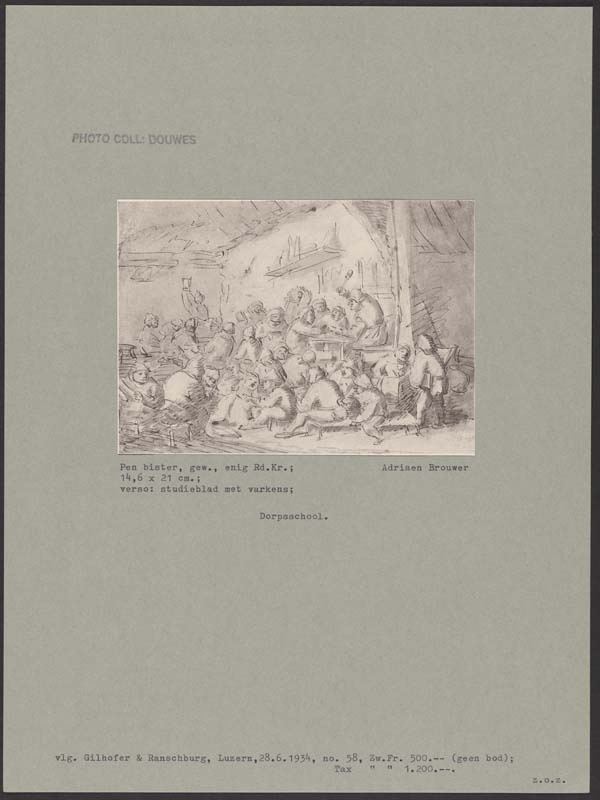 PHOTO COLL: DOUWES
Pen bister, gew., enig Rd.Kr.; Adriaen Brouwer
14,6 x 21 cm.;
verso: studieblad met varkens;
Dorpsschool.
vlg. Gilhofer & Ranschburg, Luzern,28.6.1934, no. 58, Zw.Fr. 500.-- (geen bod);
Tax " " 1.200.--.
z.o.z.